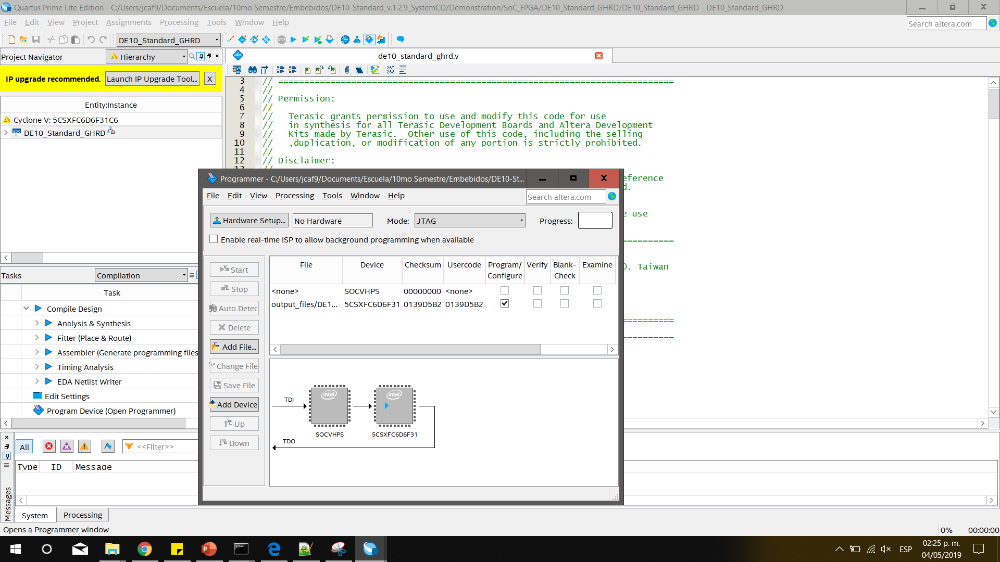 Quartus Prime Lite Edition - C:/Users/jcaf9/Documents/Escuela/10mo Semestre/Embebidos/DE10-Standard_v.1.2.9_SystemCD/Demonstration/SoC_FPGA/DE10_Standard_GHRD/DE10_Standard_GHRD - DE10_Standard_GHRD
File Edit View Project Assignments Processing Tools Window Help
Search altera.com
DE10_Standard_GHRD
STOP
Project Navigator
Hierarchy
IP upgrade recommended.
Launch IP Upgrade Tool...
X
Entity:Instance
Cyclone V: 5CSXFC6D6F31C6
abc DE10_Standard_GHRD
abc
de10_standard_ghrd.v
267
268
3 // ============================================================================
4 //
5 // Permission:
6 //
7 // Terasic grants permission to use and modify this code for use
8 // in synthesis for all Terasic Development Boards and Altera Development
9 // Kits made by Terasic. Other use of this code, including the selling
10 // ,duplication, or modification of any portion is strictly prohibited.
11 //
12 // Disclaimer:
eference
d.
e use
==========
O. Taiwan
==========
==========
Tasks
Compilation
Task
Compile Design
Analysis & Synthesis
Fitter (Place & Route)
Assembler (Generate programming files
Timing Analysis
EDA Netlist Writer
Edit Settings
Program Device (Open Programmer)
Programmer - C:/Users/jcaf9/Documents/Escuela/10mo Semestre/Embebidos/DE10-St...
File Edit View Processing Tools Window Help
Search altera.com
Hardware Setup...
No Hardware
Mode:
JTAG
Progress:
Enable real-time ISP to allow background programming when available
Start
Stop
Auto Detec
Delete
Add File...
Change File
Save File
Add Device
Up
Down
File Device Checksum Usercode Program/ Configure Verify Blank- Check Examine
<none> SOCVHPS 00000000 <none>
output_files/DE1... 5CSXFC6D6F31 0139D5B2 0139D5B2
TDI
intel
intel
SOCVHPS
5CSXFC6D6F31
TDO
All
<<Filter>>
Type ID Message
Messages
System
Processing
Opens a Programmer window
0%
00:00:00
ESP
02:25 p. m.
04/05/2019